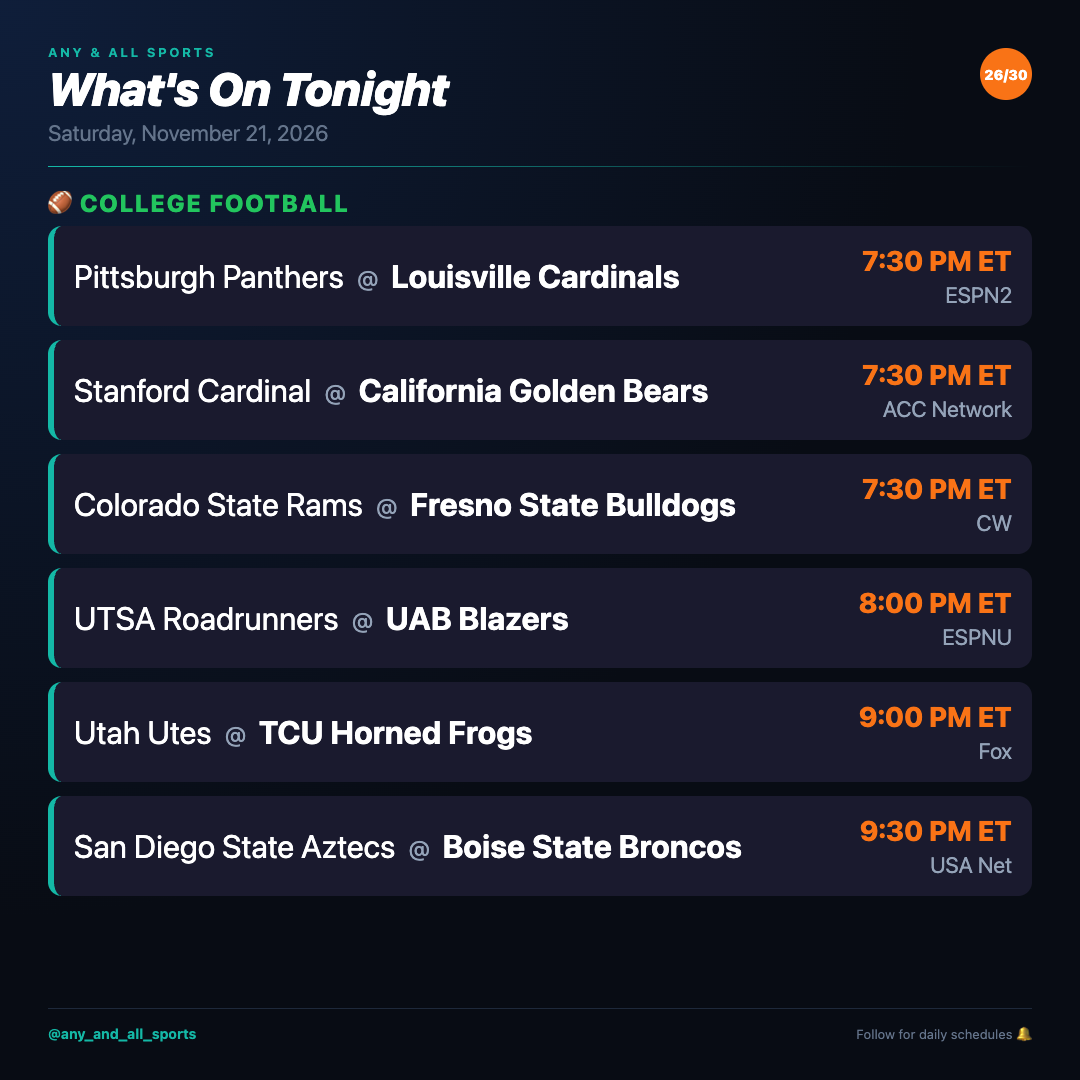 ANY & ALL SPORTS
What's On Tonight
26/30
Saturday, November 21, 2026
🏈 COLLEGE FOOTBALL
Pittsburgh Panthers @ Louisville Cardinals
7:30 PM ET
ESPN2
Stanford Cardinal @ California Golden Bears
7:30 PM ET
ACC Network
Colorado State Rams @ Fresno State Bulldogs
7:30 PM ET
CW
UTSA Roadrunners @ UAB Blazers
8:00 PM ET
ESPNU
Utah Utes @ TCU Horned Frogs
9:00 PM ET
Fox
San Diego State Aztecs @ Boise State Broncos
9:30 PM ET
USA Net
@any_and_all_sports
Follow for daily schedules 🔔